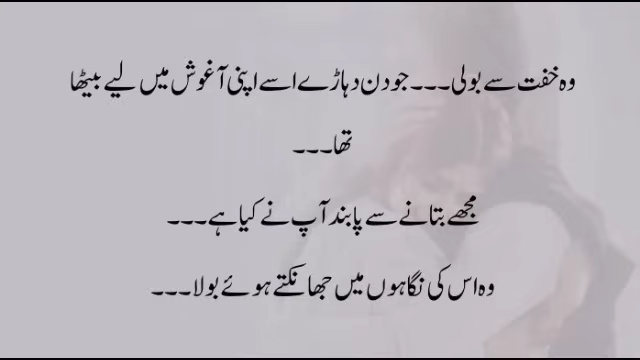 وہ خفت سے بولی۔۔۔ جو دن دہاڑے اسے اپنی آغوش میں لیے بیٹھا
تھا۔۔۔
مجھے بتانے سے پابند آپ نے کیا ہے۔۔۔
وہ اس کی نگاہوں میں جھانکتے ہوئے بولا۔۔۔